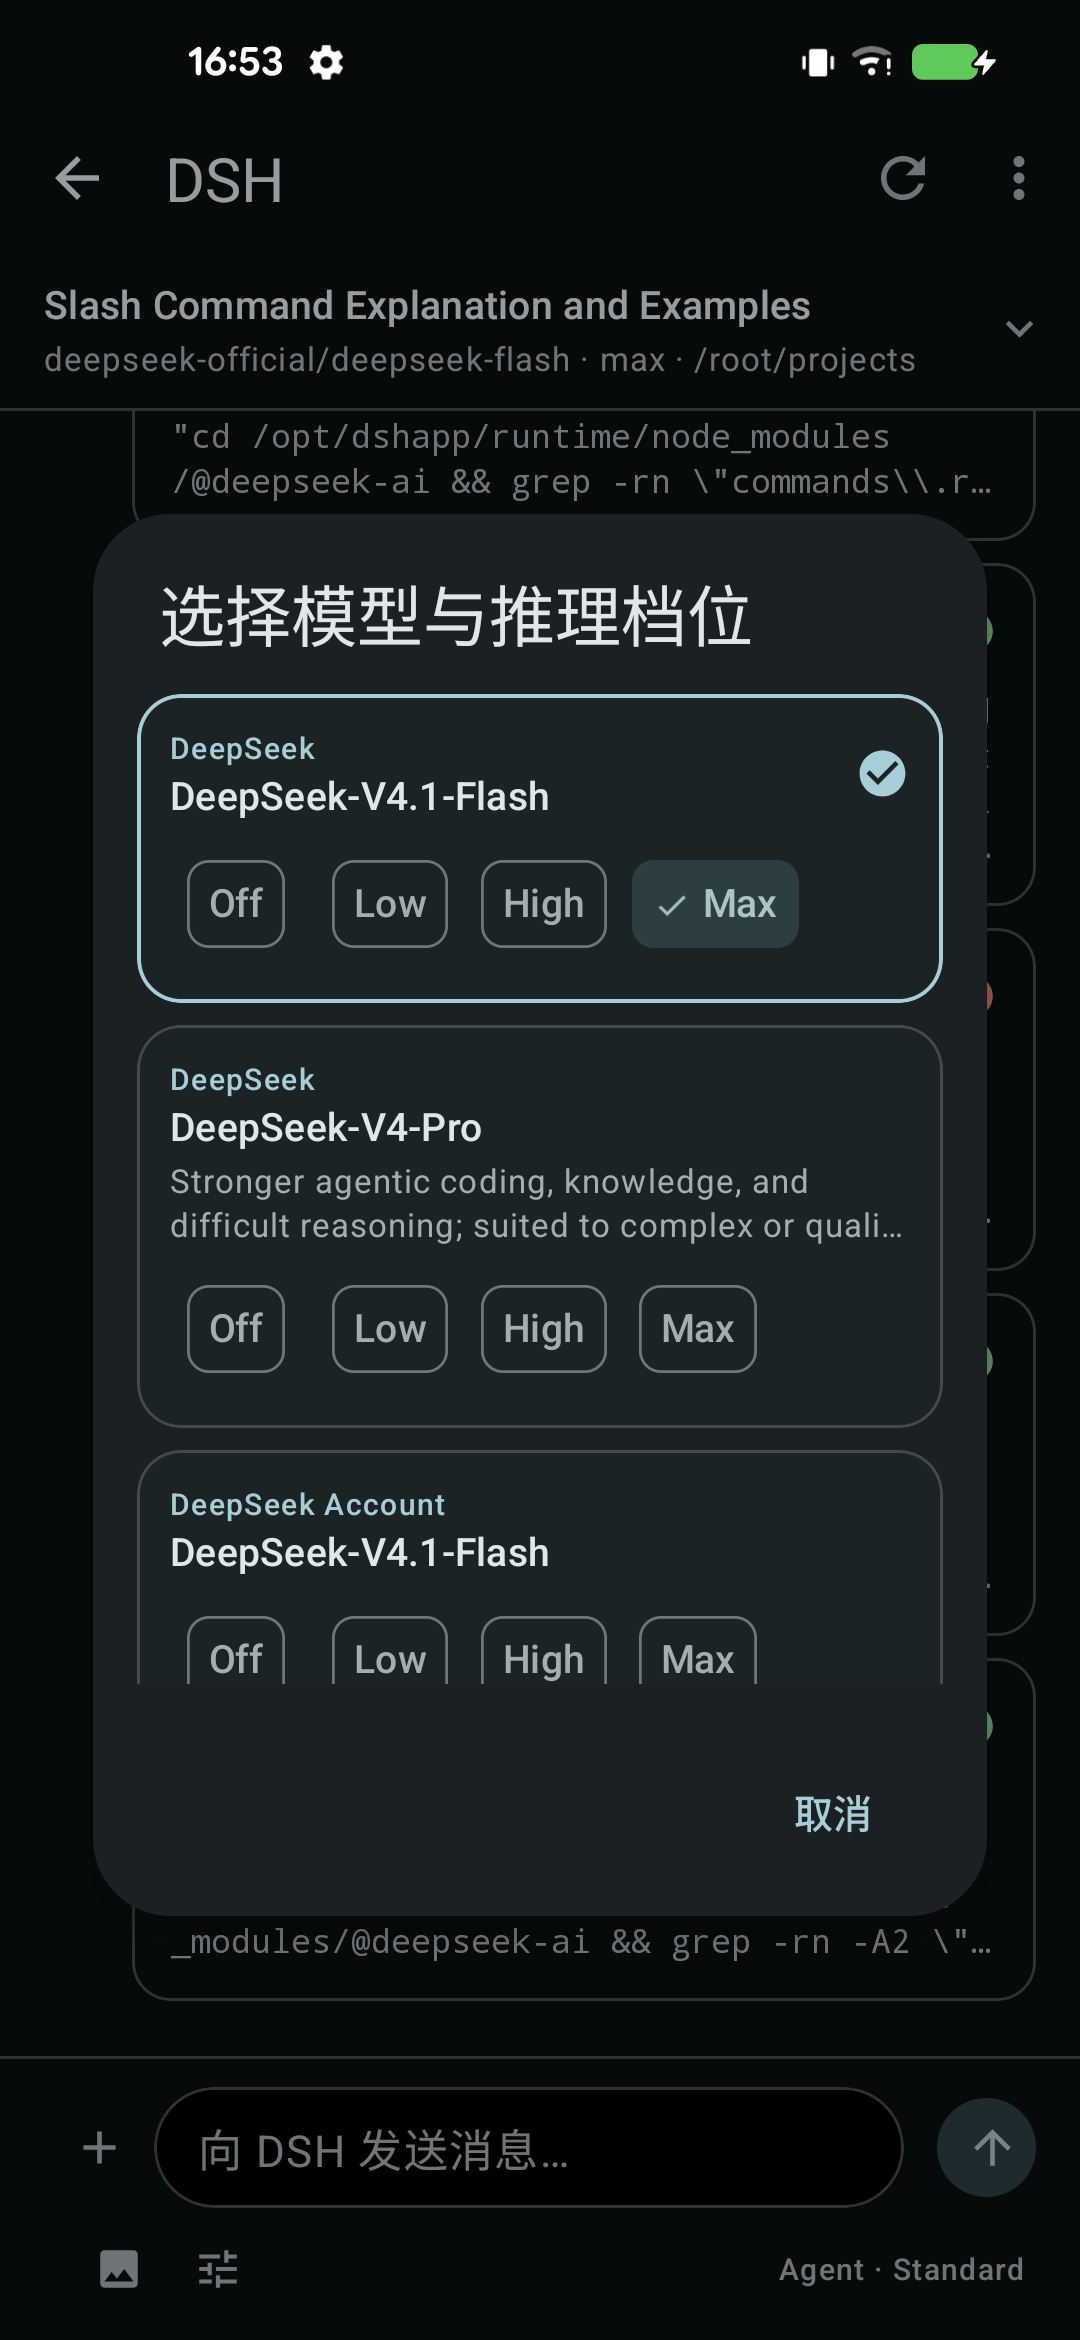 16:53
DSH
Slash Command Explanation and Examples
deepseek-official/deepseek-flash · max · /root/projects
"cd /opt/dshapp/runtime/node_modules
/@deepseek-ai && grep -rn \"commands\\.r…
选择模型与推理档位
DeepSeek
DeepSeek-V4.1-Flash
Off Low High Max
DeepSeek
DeepSeek-V4-Pro
Stronger agentic coding, knowledge, and
difficult reasoning; suited to complex or quali…
Off Low High Max
DeepSeek Account
DeepSeek-V4.1-Flash
Off Low High Max
取消
_modules/@deepseek-ai && grep -rn -A2 \"…
向 DSH 发送消息…
Agent · Standard